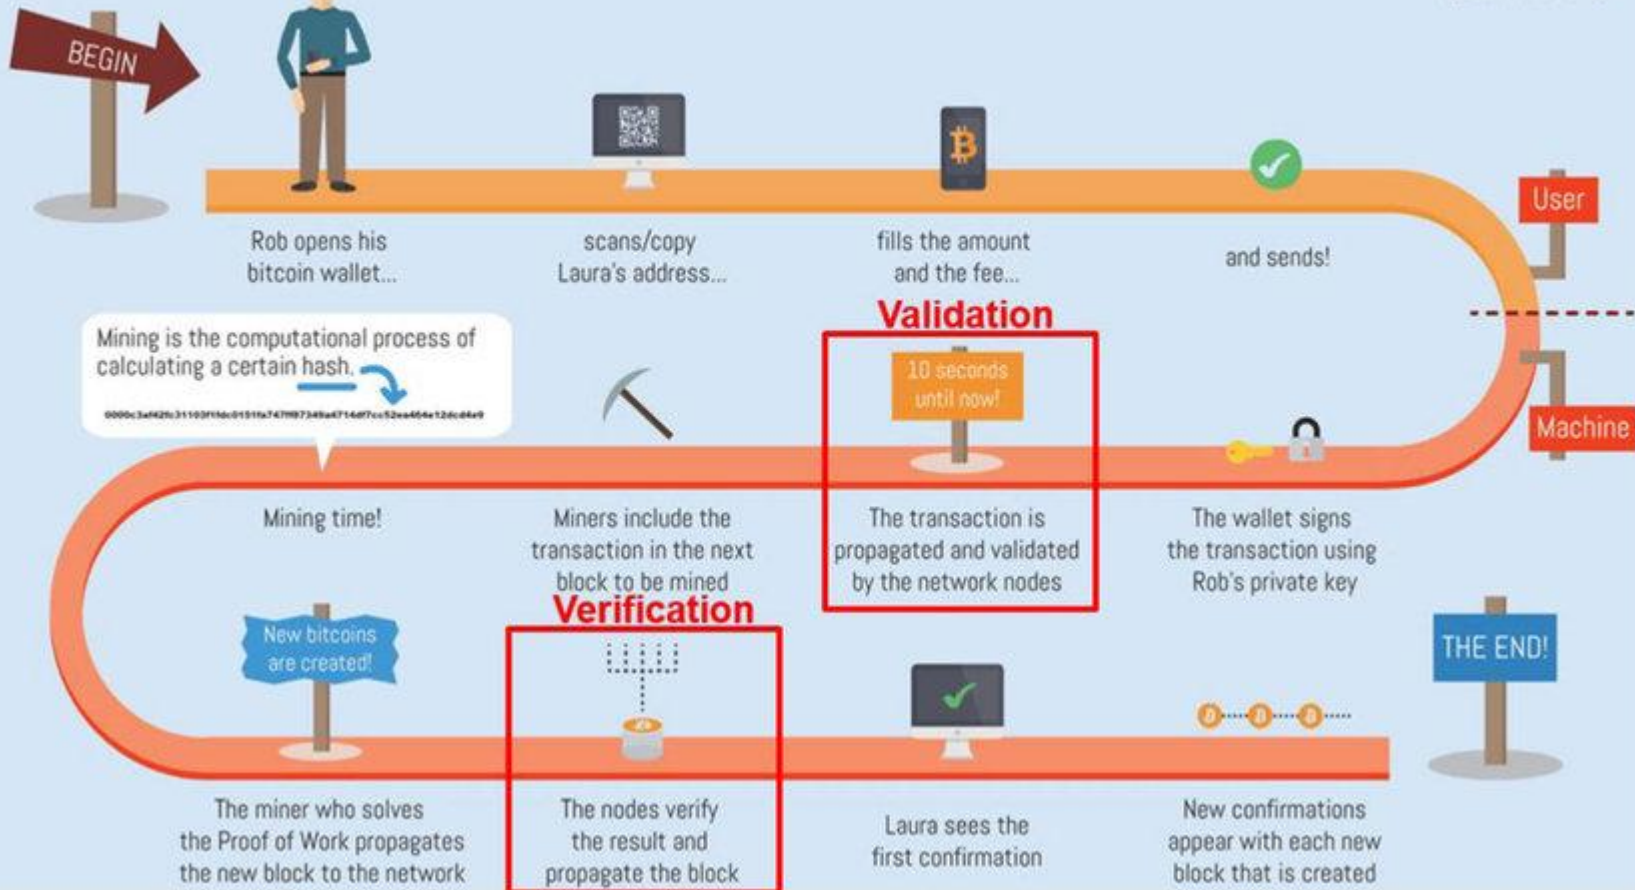 BEGIN
User
Rob opens his
bitcoin wallet...
scans/copy
Laura's address...
fills the amount
and the fee...
and sends!
Machine
Validation
10 seconds
until now!
The wallet signs
the transaction using
Rob's private key
The transaction is
propagated and validated
by the network nodes
Miners include the
transaction in the next
block to be mined
Mining is the computational process of
calculating a certain hash.
Mining time!
New bitcoins
are created!
The miner who solves
the Proof of Work propagates
the new block to the network
Verification
The nodes verify
the result and
propagate the block
Laura sees the
first confirmation
New confirmations
appear with each new
block that is created
THE END!